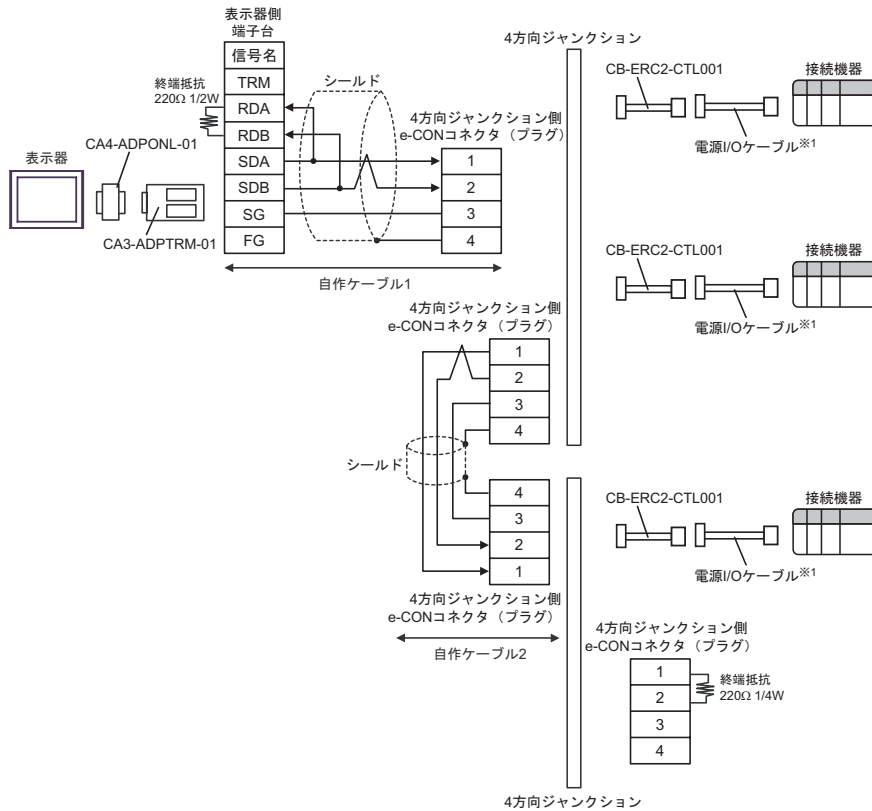 表示器側
端子台
信号名
TRM
RDA
RDB
SDA
SDB
SG
FG
終端抵抗
220Ω 1/2W
シールド
4方向ジャンクション側
e-CONコネクタ（プラグ）
1
2
3
4
表示器
CA4-ADPONL-01
CA3-ADPTRM-01
自作ケーブル1
4方向ジャンクション
CB-ERC2-CTL001
接続機器
電源I/Oケーブル※1
CB-ERC2-CTL001
接続機器
電源I/Oケーブル※1
4方向ジャンクション側
e-CONコネクタ（プラグ）
1
2
3
4
シールド
4
3
2
1
4方向ジャンクション側
e-CONコネクタ（プラグ）
自作ケーブル2
CB-ERC2-CTL001
接続機器
電源I/Oケーブル※1
4方向ジャンクション側
e-CONコネクタ（プラグ）
1
2
3
4
終端抵抗
220Ω 1/4W
4方向ジャンクション